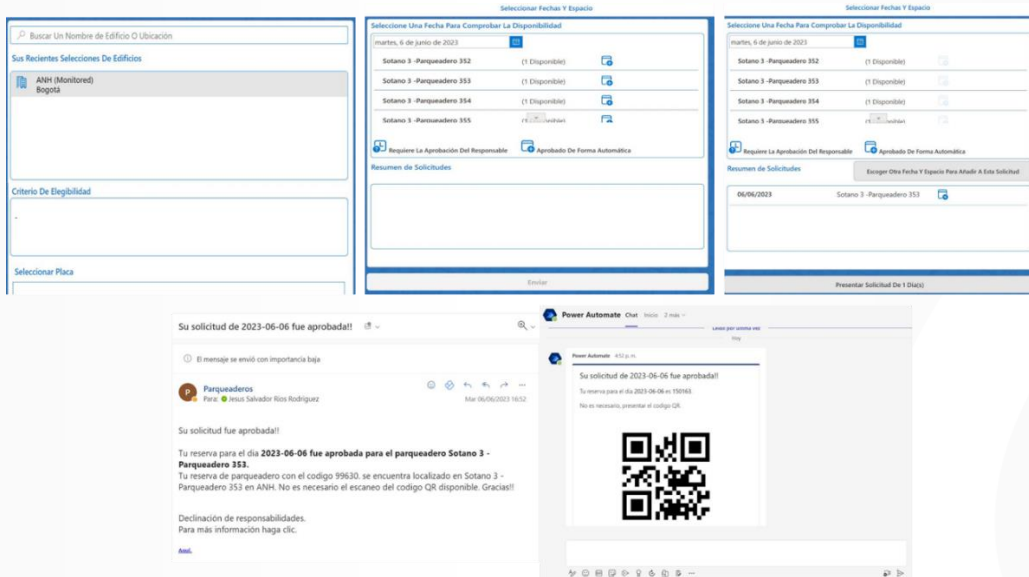 Buscar Un Nombre de Edificio O Ubicación
Sus Recientes Selecciones De Edificios
ANH (Monitored)
Bogotá
Criterio De Elegibilidad
-
Seleccionar Placa
Seleccionar Fechas Y Espacio
Seleccione Una Fecha Para Comprobar La Disponibilidad
martes, 6 de junio de 2023
Sotano 3 -Parqueadero 352 (1 Disponible)
Sotano 3 -Parqueadero 353 (1 Disponible)
Sotano 3 -Parqueadero 354 (1 Disponible)
Sotano 3 -Parqueadero 355
Requiere La Aprobación Del Responsable Aprobado De Forma Automática
Resumen de Solicitudes
Enviar
Seleccionar Fechas Y Espacio
Seleccione Una Fecha Para Comprobar La Disponibilidad
martes, 6 de junio de 2023
Sotano 3 -Parqueadero 352 (1 Disponible)
Sotano 3 -Parqueadero 353 (1 Disponible)
Sotano 3 -Parqueadero 354 (1 Disponible)
Sotano 3 -Parqueadero 355
Requiere La Aprobación Del Responsable Aprobado De Forma Automática
Resumen de Solicitudes Escoger Otra Fecha Y Espacio Para Añadir A Esta Solicitud
06/06/2023 Sotano 3 -Parqueadero 353
Presentar Solicitud De 1 Día(s)
Su solicitud de 2023-06-06 fue aprobada!!
El mensaje se envió con importancia baja
P
Parqueaderos
Para: Jesus Salvador Rios Rodriguez
Mar 06/06/2023 16:52
Su solicitud fue aprobada!!
Tu reserva para el dia 2023-06-06 fue aprobada para el parqueadero Sotano 3 -
Parqueadero 353.
Tu reserva de parqueadero con el codigo 99630. se encuentra localizado en Sotano 3 -
Parqueadero 353 en ANH. No es necesario el escaneo del codigo QR disponible. Gracias!!
Declinación de responsabilidades.
Para más información haga clic.
Aquí.
Power Automate Chat Inicio 2 más
Hoy
Power Automate 4:52 p. m.
Su solicitud de 2023-06-06 fue aprobada!!
Tu reserva para el día 2023-06-06 es 150163.
No es necesario, presentar el codigo QR.